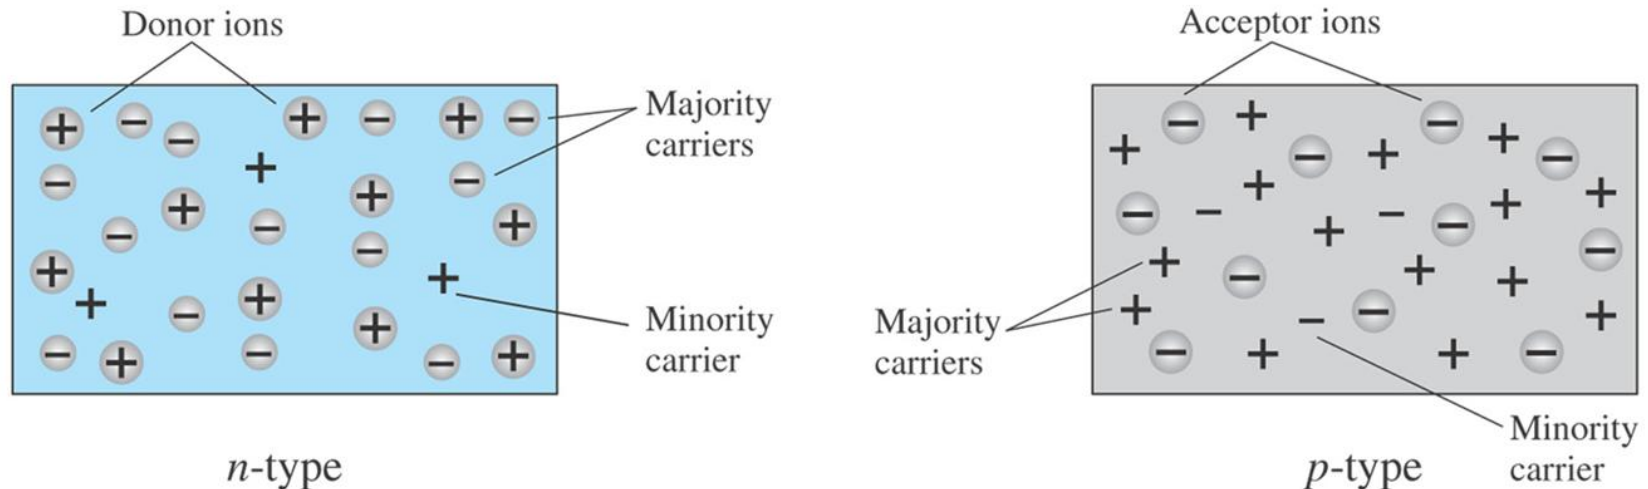 Donor ions
Majority
carriers
Minority
carrier
n-type
Acceptor ions
Majority
carriers
Minority
carrier
p-type